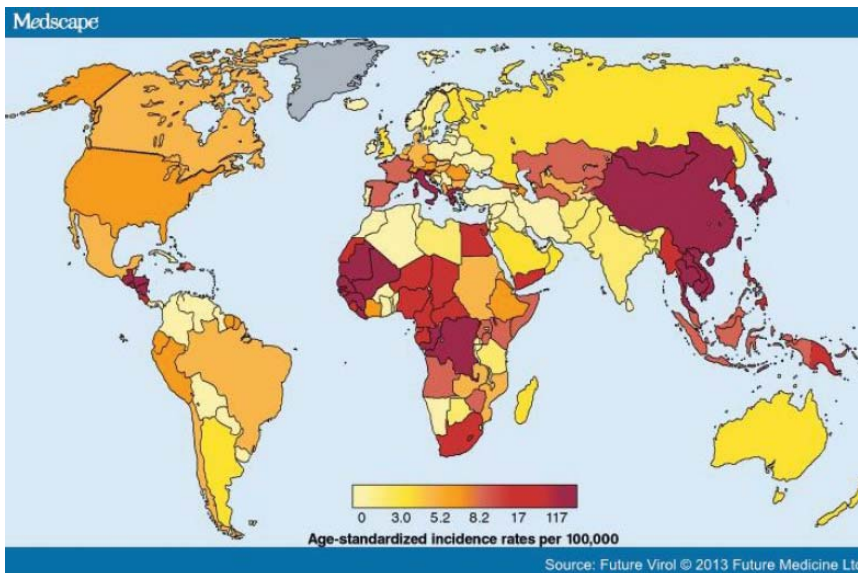 Medscape
0 3.0 5.2 8.2 17 117
Age-standardized incidence rates per 100,000
Source: Future Virol © 2013 Future Medicine Ltd